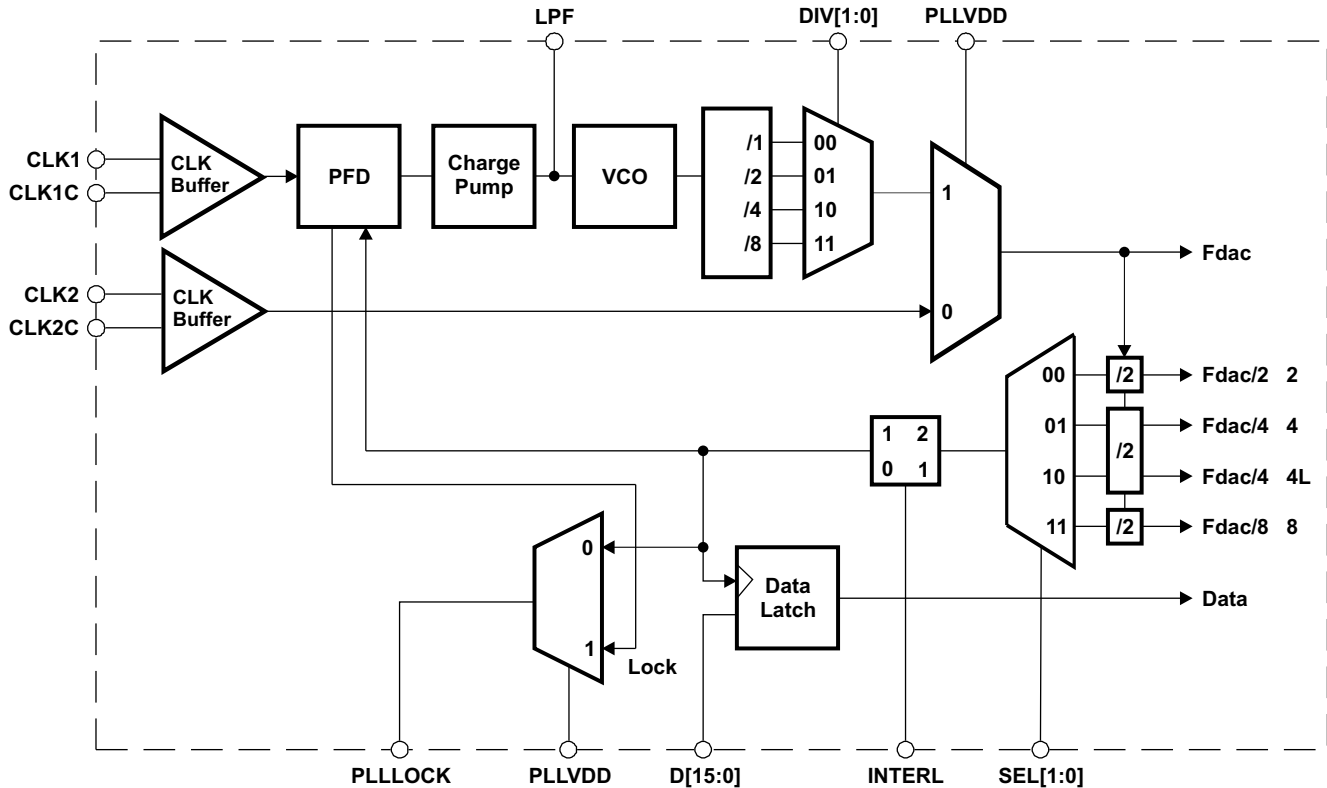 LPF
DIV[1:0]
PLLVDD
CLK1
CLK1C
CLK
Buffer
PFD
Charge
Pump
VCO
/1
/2
/4
/8
00
01
10
11
1
0
Fdac
CLK2
CLK2C
CLK
Buffer
00
01
10
11
/2
/2
/2
Fdac/2 2
Fdac/4 4
Fdac/4 4L
Fdac/8 8
1 2
0 1
0
1
Lock
Data
Latch
Data
PLLLOCK
PLLVDD
D[15:0]
INTERL
SEL[1:0]